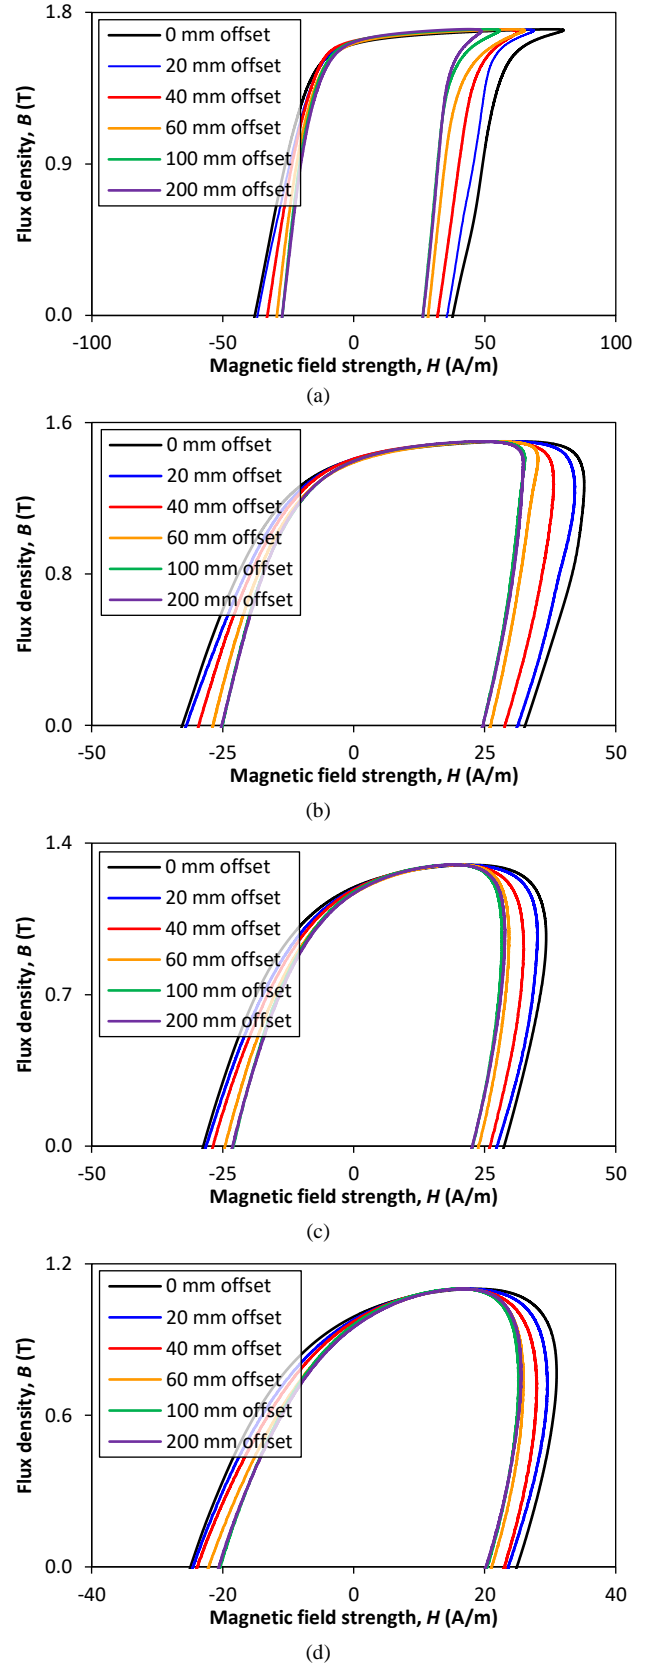 1.8
0 mm offset
20 mm offset
40 mm offset
60 mm offset
100 mm offset
200 mm offset
0.9
0.0
Flux density, B (T)
-100 -50 0 50 100
Magnetic field strength, H (A/m)
(a)
1.6
0 mm offset
20 mm offset
40 mm offset
60 mm offset
100 mm offset
200 mm offset
0.8
0.0
Flux density, B (T)
-50 -25 0 25 50
Magnetic field strength, H (A/m)
(b)
1.4
0 mm offset
20 mm offset
40 mm offset
60 mm offset
100 mm offset
200 mm offset
0.7
0.0
Flux density, B (T)
-50 -25 0 25 50
Magnetic field strength, H (A/m)
(c)
1.2
0 mm offset
20 mm offset
40 mm offset
60 mm offset
100 mm offset
200 mm offset
0.6
0.0
Flux density, B (T)
-40 -20 0 20 40
Magnetic field strength, H (A/m)
(d)